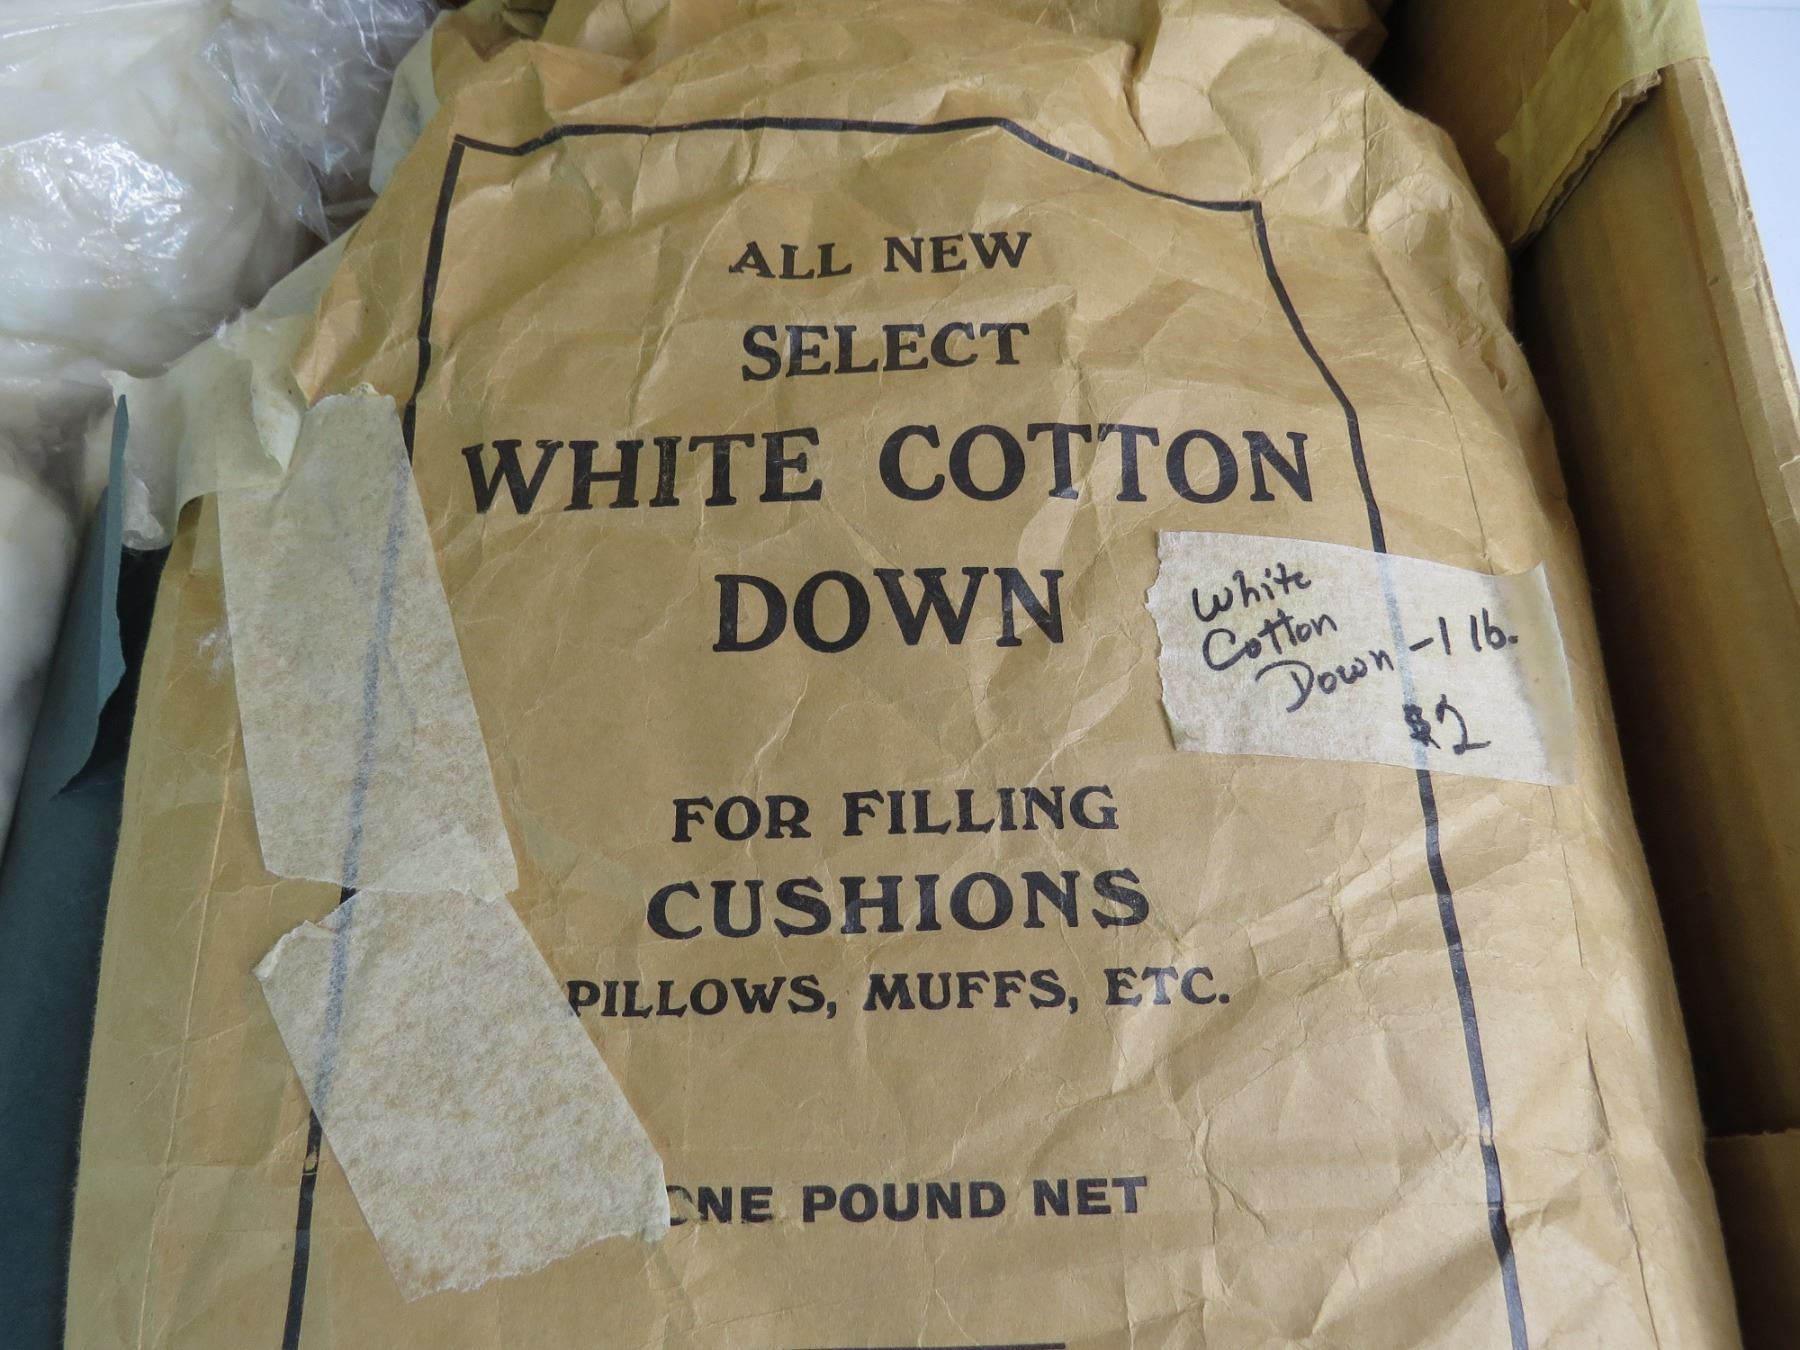 ALL NEW
SELECT
WHITE COTTON
DOWN
White
Cotton
Down - 1 lb.
$2
FOR FILLING
CUSHIONS
PILLOWS, MUFFS, ETC.
ONE POUND NET